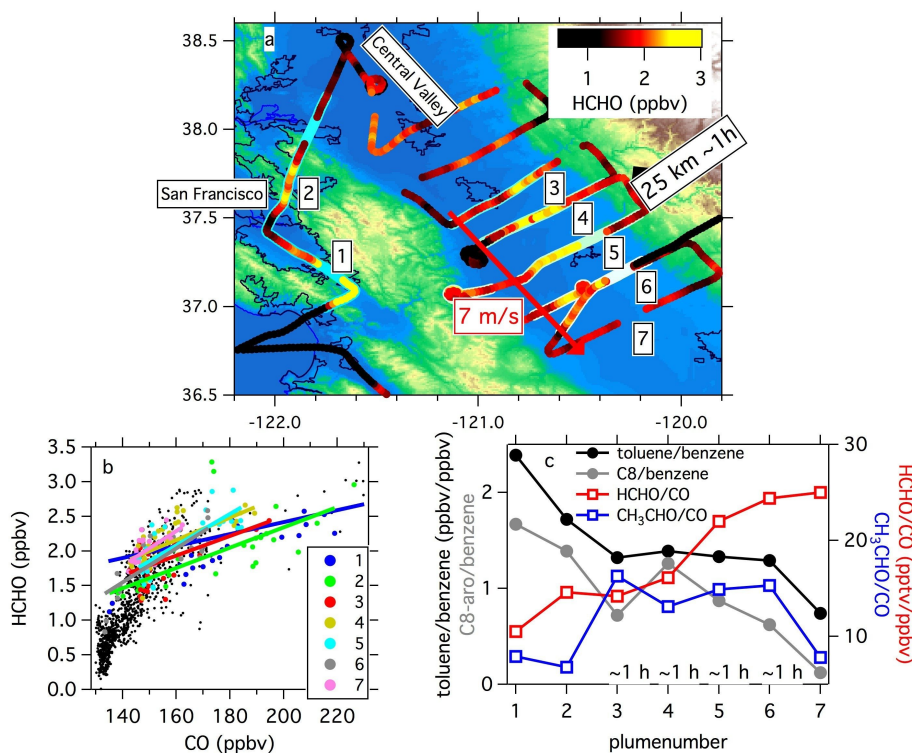 a
38.5
38.0
37.5
37.0
36.5
-122
-121
-120
Central Valley
1 2 3
HCHO (ppbv)
25 km ~1h
San Francisco
2
1
3
4
5
6
7
7 m/s
b
3.5
3.0
2.5
2.0
1.5
1.0
0.5
0.0
HCHO (ppbv)
140 160 180 200 220
CO (ppbv)
1
2
3
4
5
6
7
c
toluene/benzene
C8/benzene
HCHO/CO
CH₃CHO/CO
toluene/benzene (ppbv/ppbv)
C8-aro/benzene
2
1
0
30
20
10
HCHO/CO (pptv/ppbv)
CH₃CHO/CO
~1 h ~1 h ~1 h ~1 h
1 2 3 4 5 6 7
plumenumber